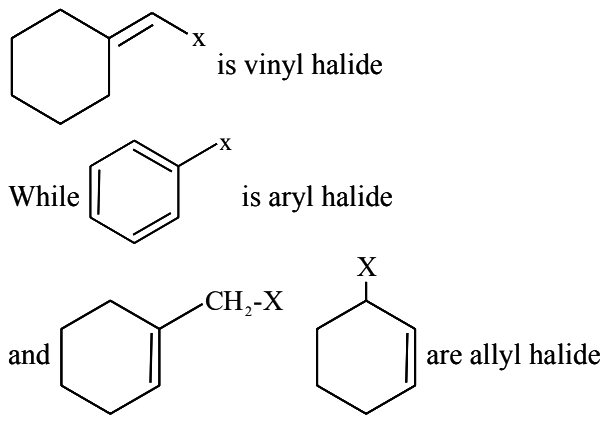 x
is vinyl halide
x
While is aryl halide
X
CH₂-X
and are allyl halide